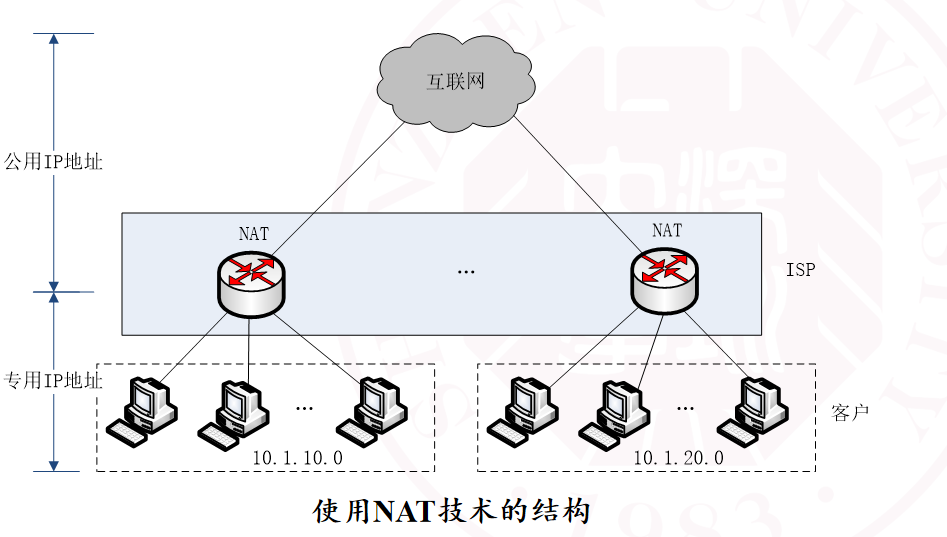 互联网
公用IP地址
NAT
NAT
...
ISP
专用IP地址
...
...
客户
10.1.10.0
10.1.20.0
使用NAT技术的结构
1983